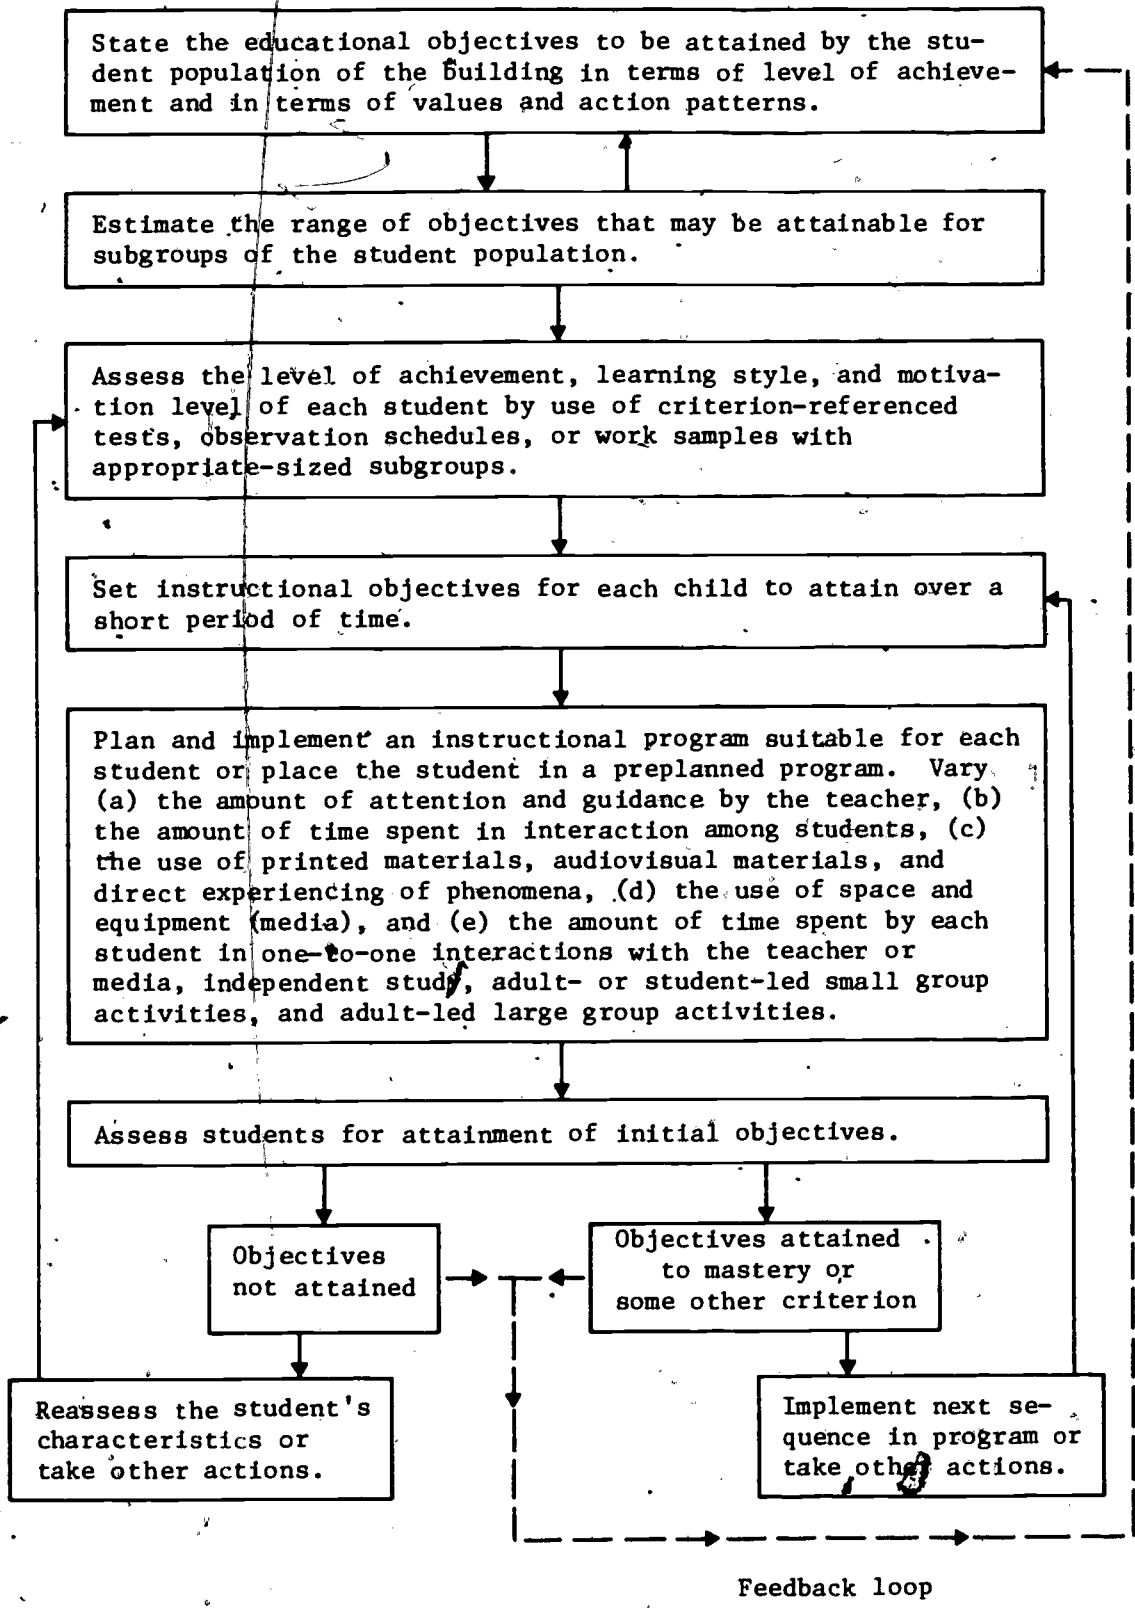 State the educational objectives to be attained by the stu-
dent population of the building in terms of level of achieve-
ment and in terms of values and action patterns.
Estimate the range of objectives that may be attainable for
subgroups of the student population.
Assess the level of achievement, learning style, and motiva-
tion level of each student by use of criterion-referenced
tests, observation schedules, or work samples with
appropriate-sized subgroups.
Set instructional objectives for each child to attain over a
short period of time.
Plan and implement an instructional program suitable for each
student or place the student in a preplanned program. Vary
(a) the amount of attention and guidance by the teacher, (b)
the amount of time spent in interaction among students, (c)
the use of printed materials, audiovisual materials, and
direct experiencing of phenomena, (d) the use of space and
equipment (media), and (e) the amount of time spent by each
student in one-to-one interactions with the teacher or
media, independent study, adult- or student-led small group
activities, and adult-led large group activities.
Assess students for attainment of initial objectives.
Objectives
not attained
Objectives attained
to mastery or
some other criterion
Reassess the student's
characteristics or
take other actions.
Implement next se-
quence in program or
take other actions.
Feedback loop